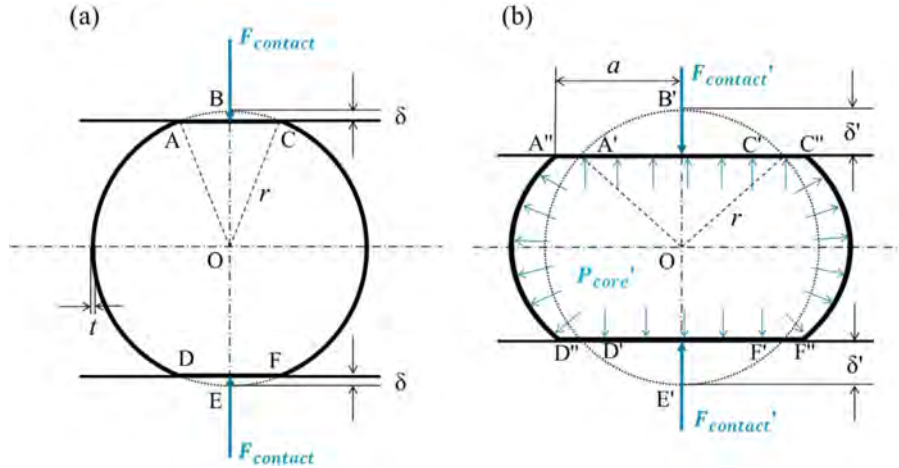 (a)
F_contact
B
δ
A
C
r
O
t
D
F
E
δ
F_contact
(b)
a
F_contact'
B'
δ'
A''
A'
C'
C''
r
O
P_core'
D''
D'
F'
F''
δ'
E'
F_contact'